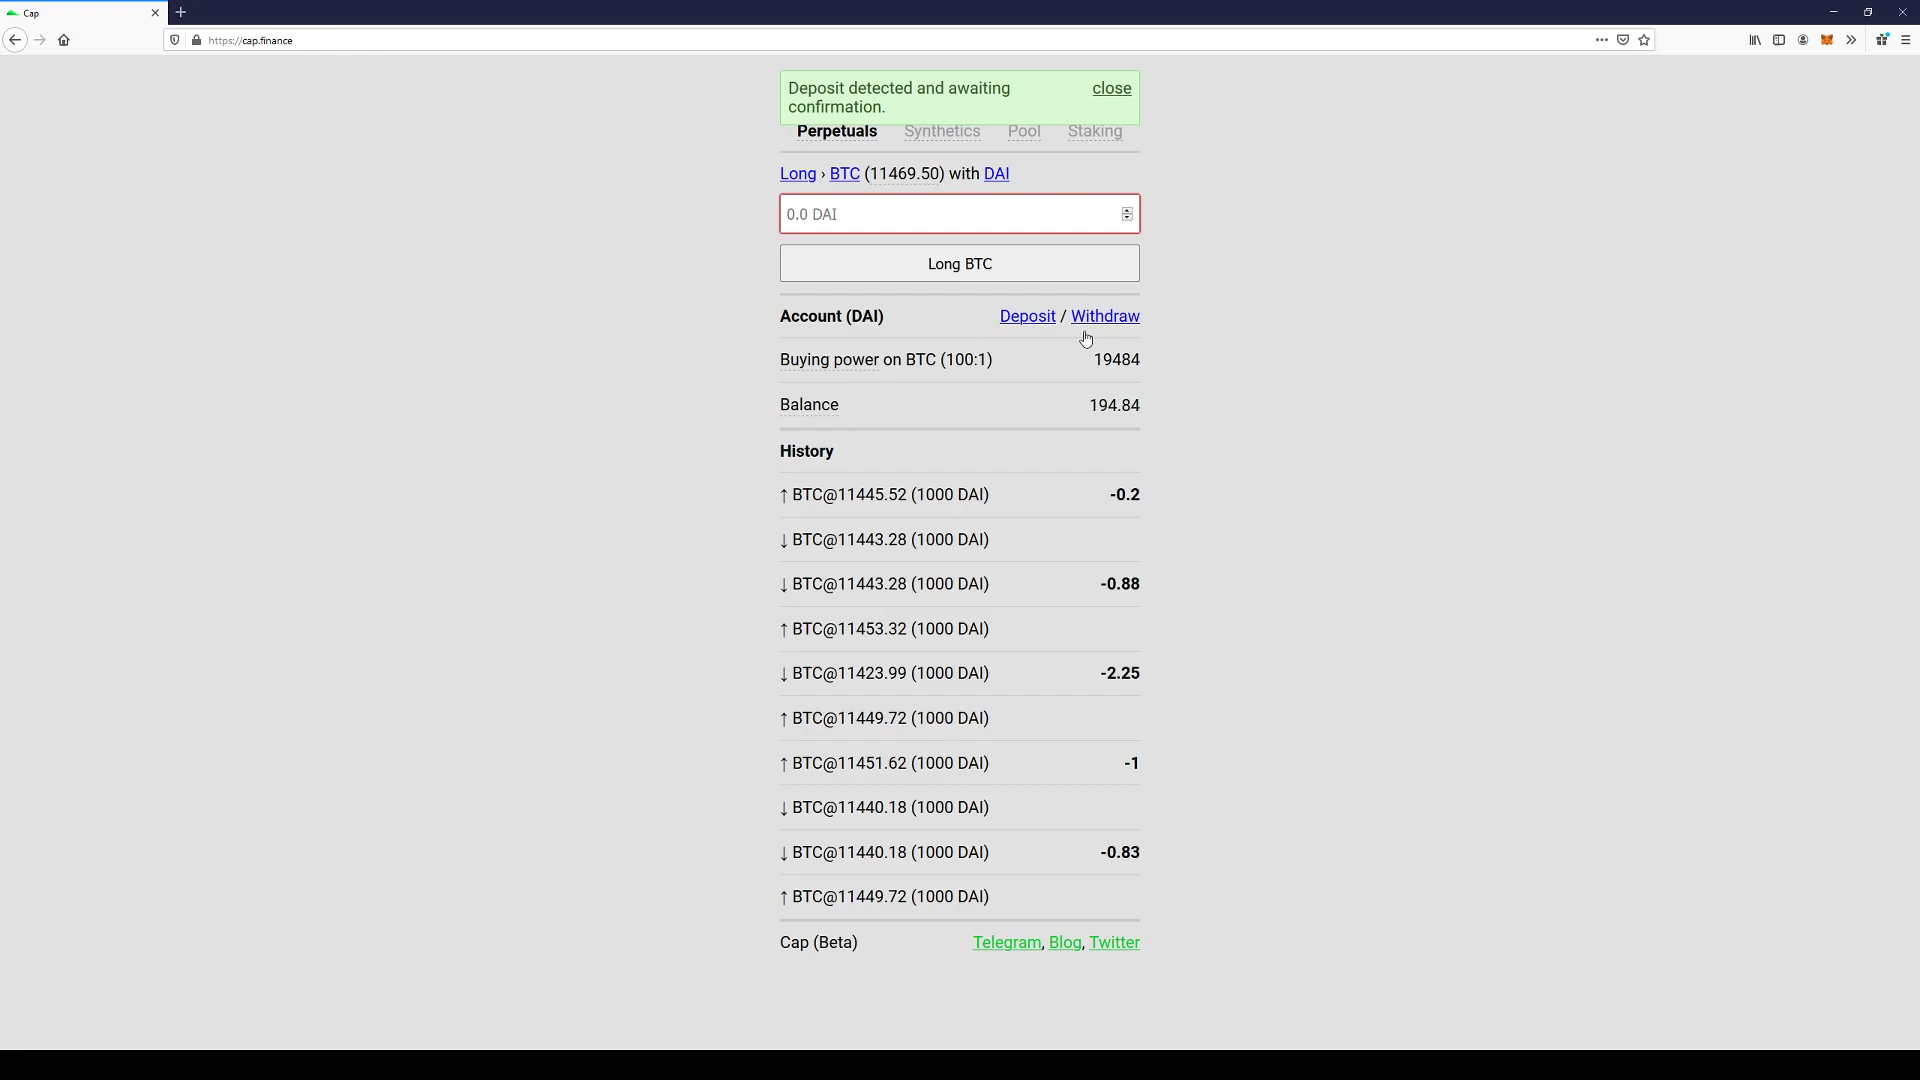 Cap
https://cap.finance
Deposit detected and awaiting confirmation.
close
Perpetuals Synthetics Pool Staking
Long › BTC (11469.50) with DAI
0.0 DAI
Long BTC
Account (DAI) Deposit / Withdraw
Buying power on BTC (100:1) 19484
Balance 194.84
History
↑ BTC@11445.52 (1000 DAI) -0.2
↓ BTC@11443.28 (1000 DAI)
↓ BTC@11443.28 (1000 DAI) -0.88
↑ BTC@11453.32 (1000 DAI)
↓ BTC@11423.99 (1000 DAI) -2.25
↑ BTC@11449.72 (1000 DAI)
↑ BTC@11451.62 (1000 DAI) -1
↓ BTC@11440.18 (1000 DAI)
↓ BTC@11440.18 (1000 DAI) -0.83
↑ BTC@11449.72 (1000 DAI)
Cap (Beta) Telegram, Blog, Twitter